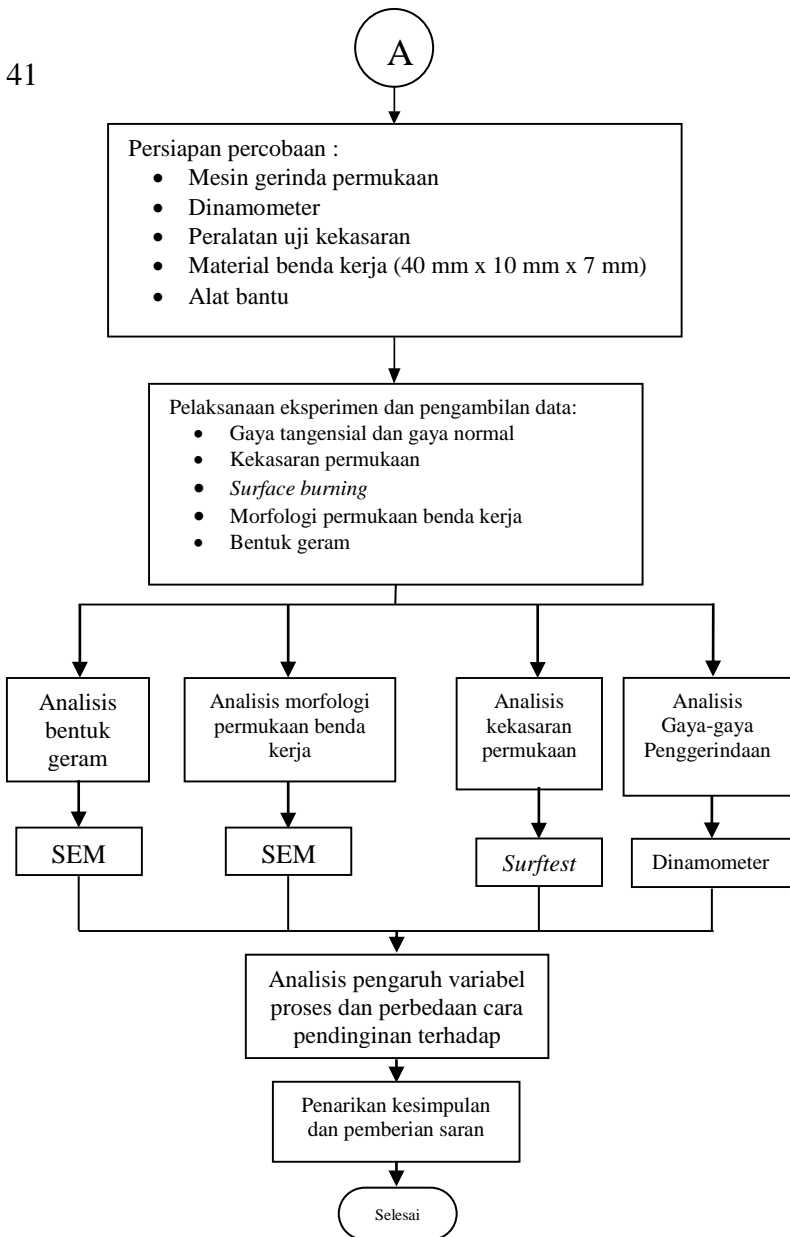 A
41
Persiapan percobaan :
• Mesin gerinda permukaan
• Dinamometer
• Peralatan uji kekasaran
• Material benda kerja (40 mm x 10 mm x 7 mm)
• Alat bantu
Pelaksanaan eksperimen dan pengambilan data:
• Gaya tangensial dan gaya normal
• Kekasaran permukaan
• Surface burning
• Morfologi permukaan benda kerja
• Bentuk geram
Analisis
bentuk
geram
Analisis morfologi
permukaan benda
kerja
Analisis
kekasaran
permukaan
Analisis
Gaya-gaya
Penggerindaan
SEM
SEM
Surftest
Dinamometer
Analisis pengaruh variabel
proses dan perbedaan cara
pendinginan terhadap
Penarikan kesimpulan
dan pemberian saran
Selesai